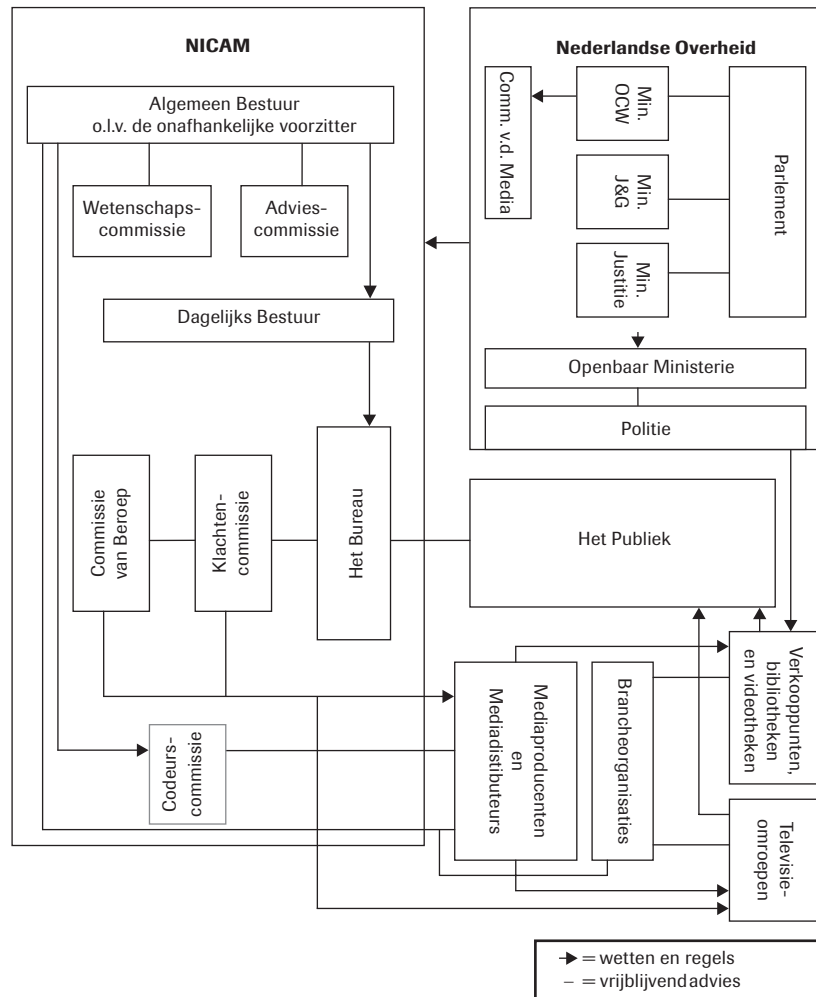 NICAM
Algemeen Bestuur
o.l.v. de onafhankelijke voorzitter
Wetenschaps-
commissie
Advies-
commissie
Dagelijks Bestuur
Commissie
van Beroep
Klachten-
commissie
Het Bureau
Codeurs-
commissie
Nederlandse Overheid
Comm. v.d. Media
Min.
OCW
Min.
J&G
Min.
Justitie
Parlement
Openbaar Ministerie
Politie
Het Publiek
Mediaproducenten
en
Mediadistibuteurs
Brancheorganisaties
Verkooppunten,
bibliotheken
en videotheken
Televisie-
omroepen
= wetten en regels
– = vrijblijvend advies